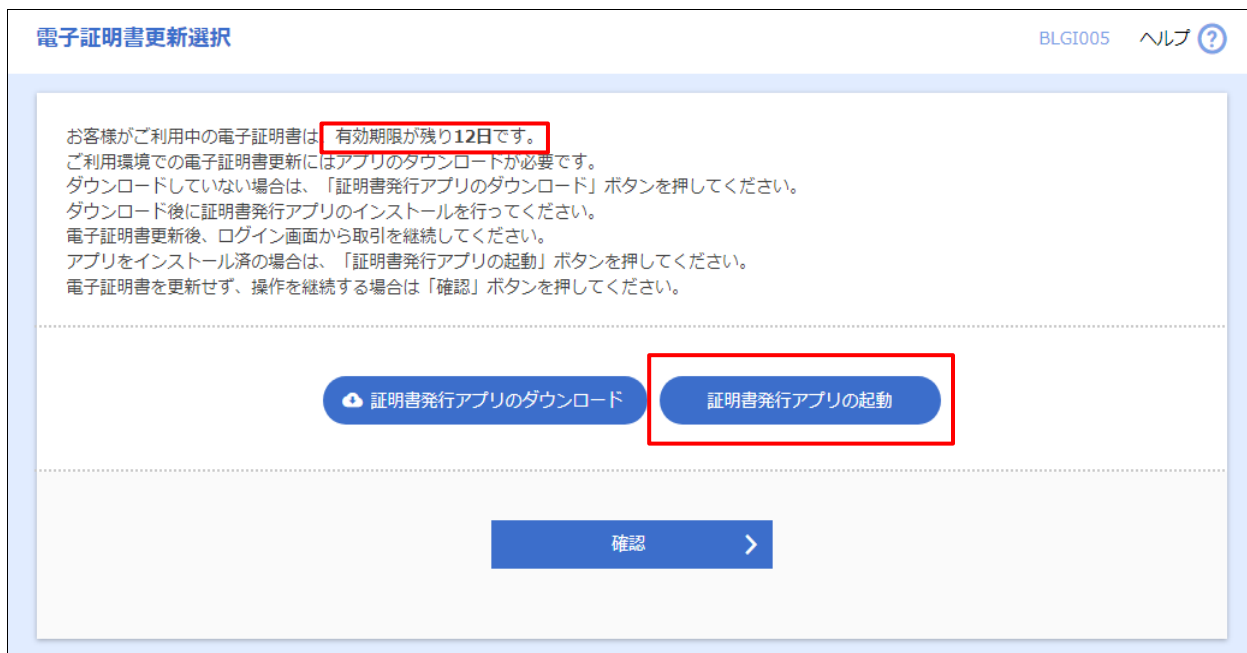 電子証明書更新選択
BLGI005 ヘルプ ?
お客様がご利用中の電子証明書は、有効期限が残り12日です。
ご利用環境での電子証明書更新にはアプリのダウンロードが必要です。
ダウンロードしていない場合は、「証明書発行アプリのダウンロード」ボタンを押してください。
ダウンロード後に証明書発行アプリのインストールを行ってください。
電子証明書更新後、ログイン画面から取引を継続してください。
アプリをインストール済の場合は、「証明書発行アプリの起動」ボタンを押してください。
電子証明書を更新せず、操作を継続する場合は「確認」ボタンを押してください。
証明書発行アプリのダウンロード
証明書発行アプリの起動
確認